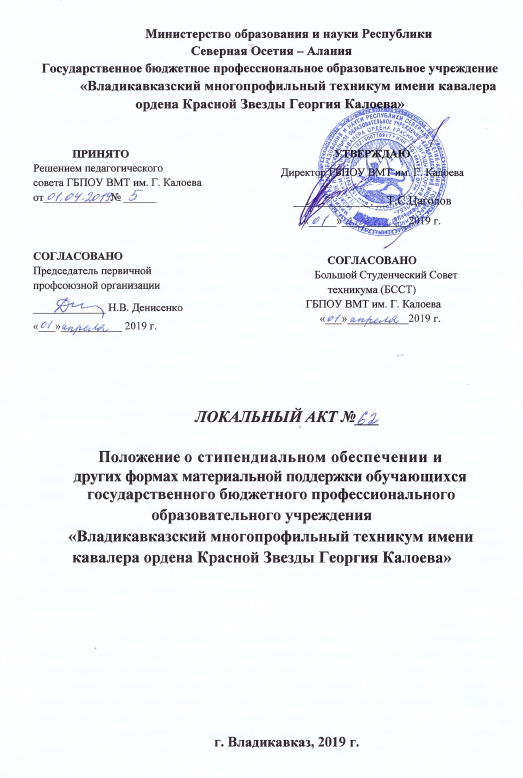 Министерство образования и науки Республики
Северная Осетия – Алания
Государственное бюджетное профессиональное образовательное учреждение
«Владикавказский многопрофильный техникум имени кавалера
ордена Красной Звезды Георгия Калоева»
ПРИНЯТО
Решением педагогического
совета ГБПОУ ВМТ им. Г. Калоева
от 01.04.2019 № 5
УТВЕРЖДАЮ
Директор ГБПОУ ВМТ им. Г. Калоева
Т.С.Цаголов
«01» 2019 г.
СОГЛАСОВАНО
Председатель первичной
профсоюзной организации
Н.В. Денисенко
«01» апреля 2019 г.
СОГЛАСОВАНО
Большой Студенческий Совет
техникума (БССТ)
ГБПОУ ВМТ им. Г. Калоева
«01» апреля 2019 г.
ЛОКАЛЬНЫЙ АКТ № 62
Положение о стипендиальном обеспечении и
других формах материальной поддержки обучающихся
государственного бюджетного профессионального
образовательного учреждения
«Владикавказский многопрофильный техникум имени
кавалера ордена Красной Звезды Георгия Калоева»
г. Владикавказ, 2019 г.